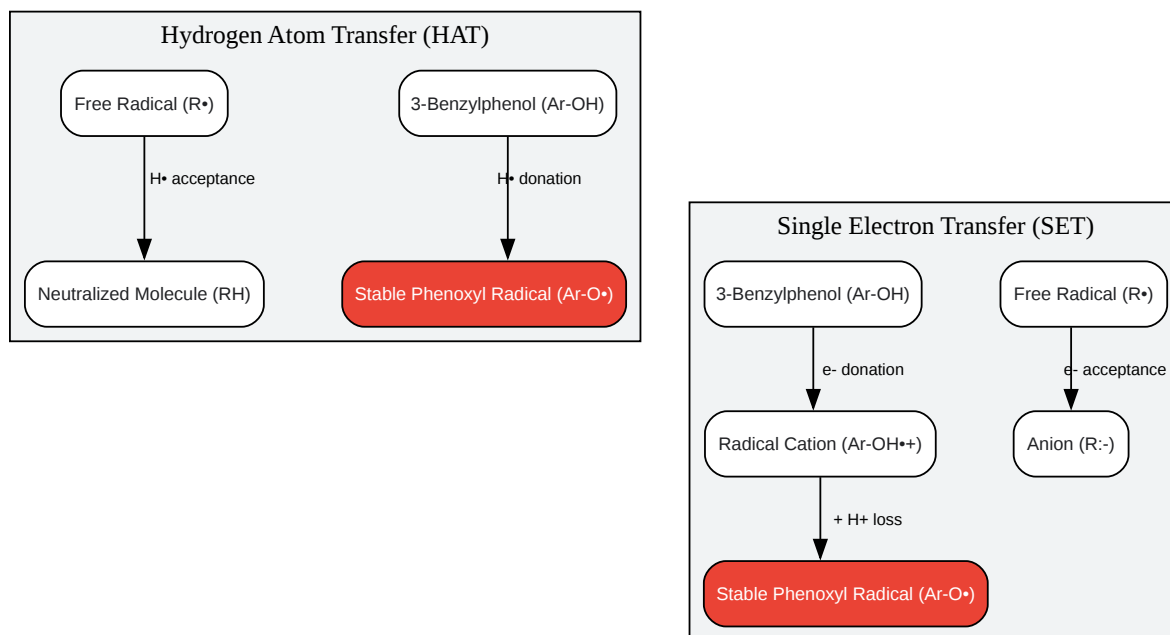 Hydrogen Atom Transfer (HAT)
Free Radical (R•)
3-Benzylphenol (Ar-OH)
H• acceptance
H• donation
Neutralized Molecule (RH)
Stable Phenoxyl Radical (Ar-O•)
Single Electron Transfer (SET)
3-Benzylphenol (Ar-OH)
Free Radical (R•)
e- donation
e- acceptance
Radical Cation (Ar-OH•+)
Anion (R:-)
+ H+ loss
Stable Phenoxyl Radical (Ar-O•)